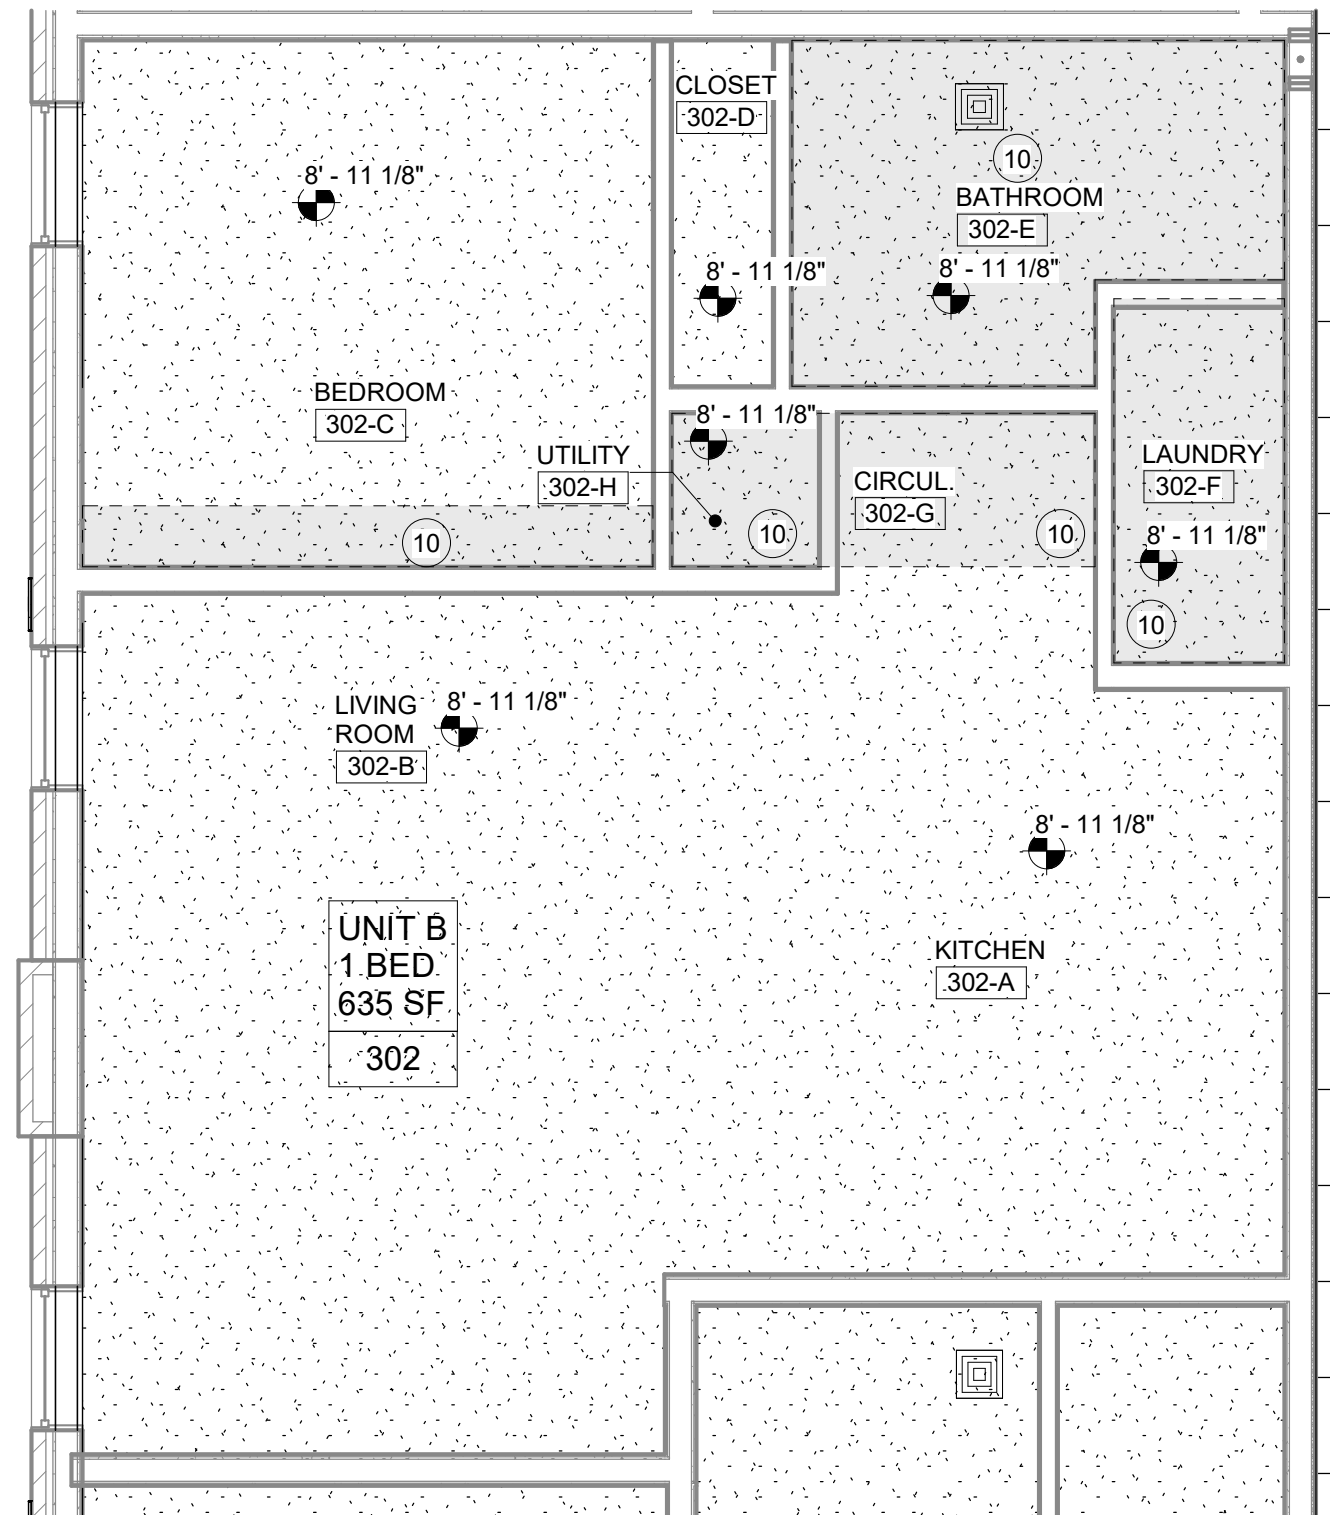 CLOSET
302-D
10
8' - 11 1/8"
BATHROOM
302-E
8' - 11 1/8"
8' - 11 1/8"
BEDROOM
302-C
8' - 11 1/8"
UTILITY
302-H
CIRCUL.
302-G
LAUNDRY
302-F
8' - 11 1/8"
10
10
10
10
LIVING
ROOM
302-B
8' - 11 1/8"
8' - 11 1/8"
KITCHEN
302-A
UNIT B
1 BED
635 SF
302